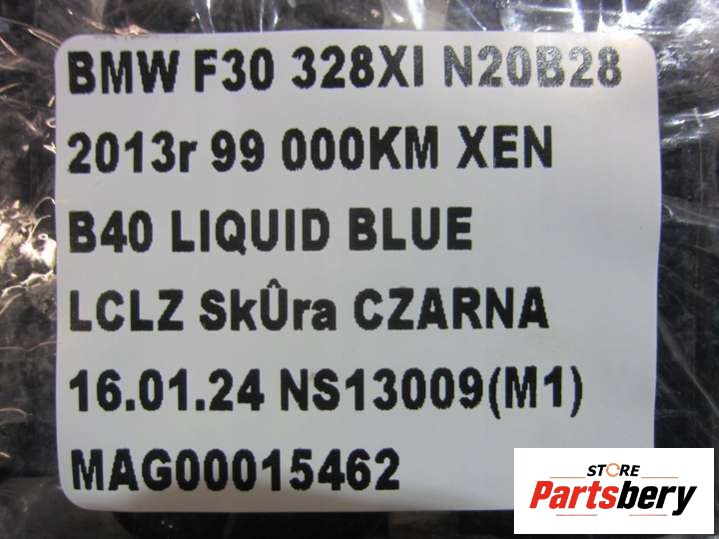 BMW F30 328XI N20B28
2013r 99 000KM XEN
B40 LIQUID BLUE
LCLZ SkÛra CZARNA
16.01.24 NS13009(M1)
MAG00015462
STORE
Partsbery